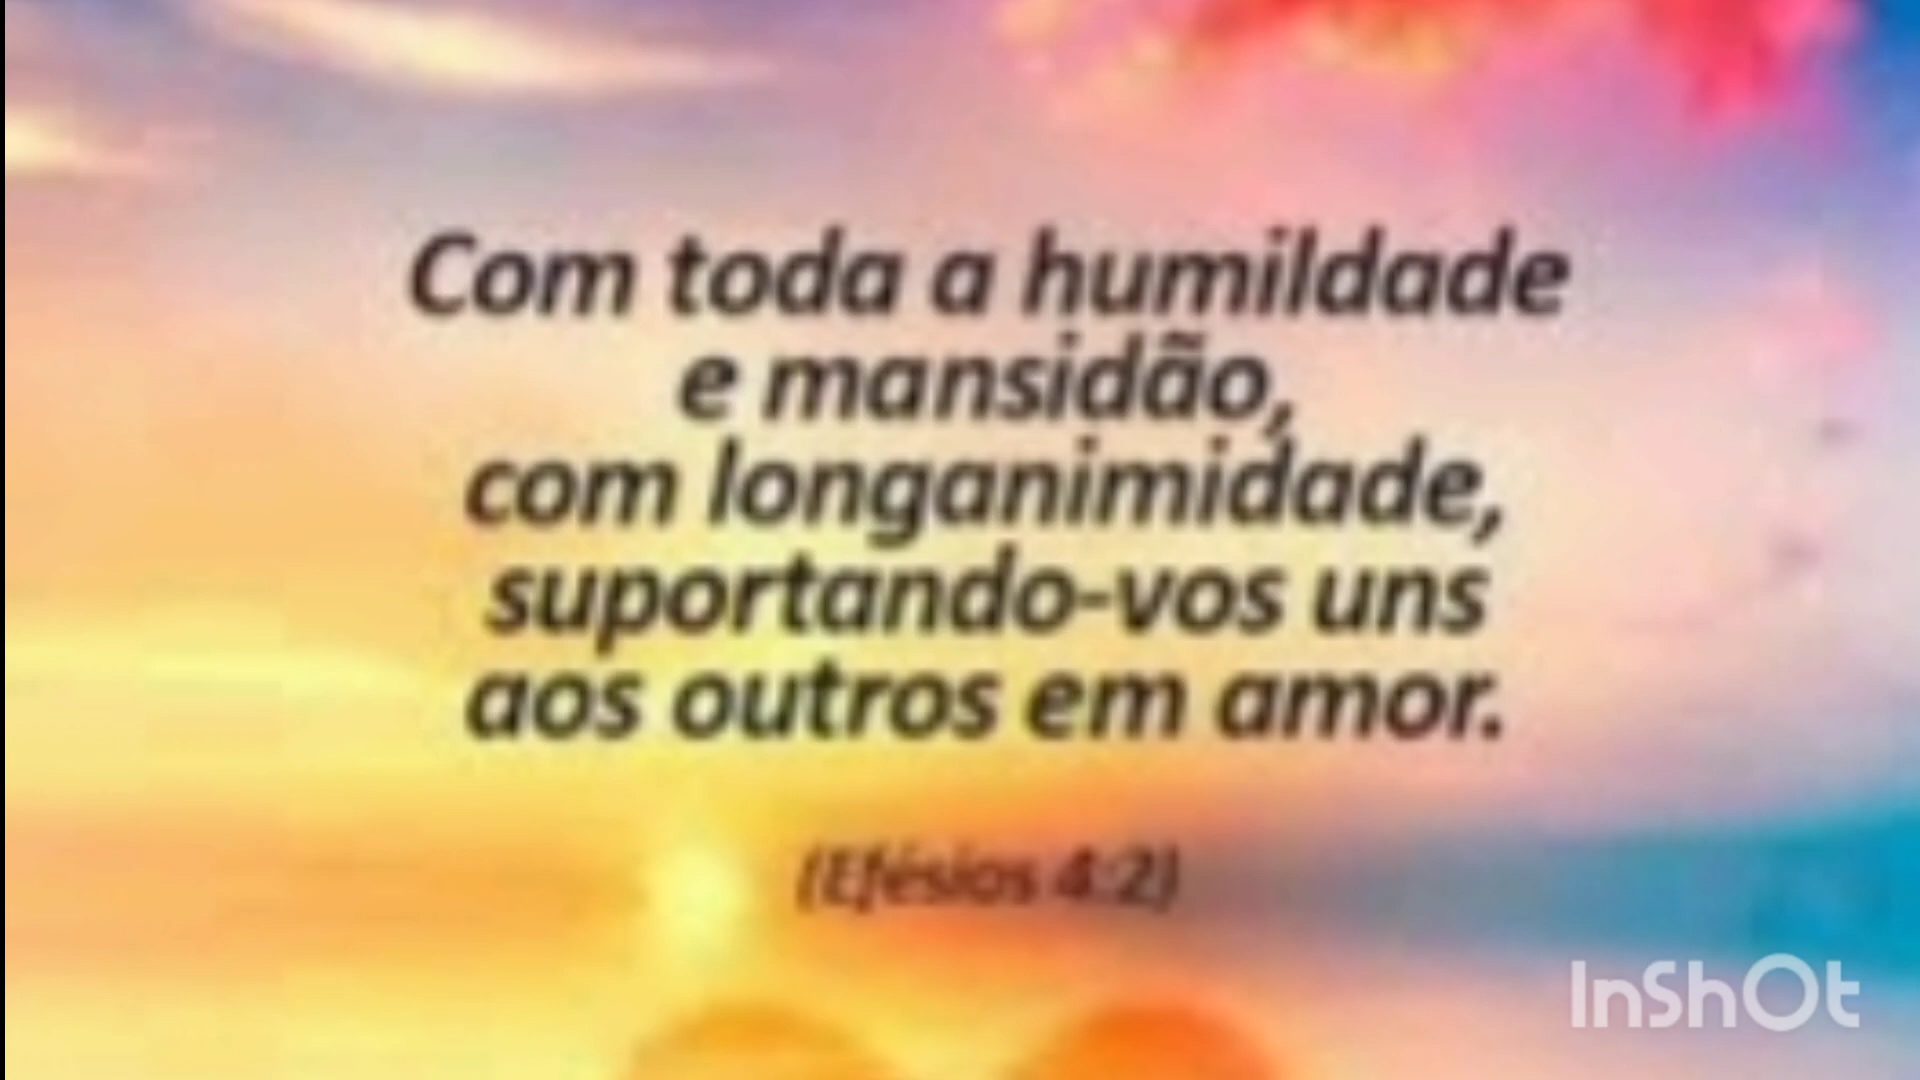 Com toda a humildade
e mansidão,
com longanimidade,
suportando-vos uns
aos outros em amor.
(Efésios 4:2)
InShOt